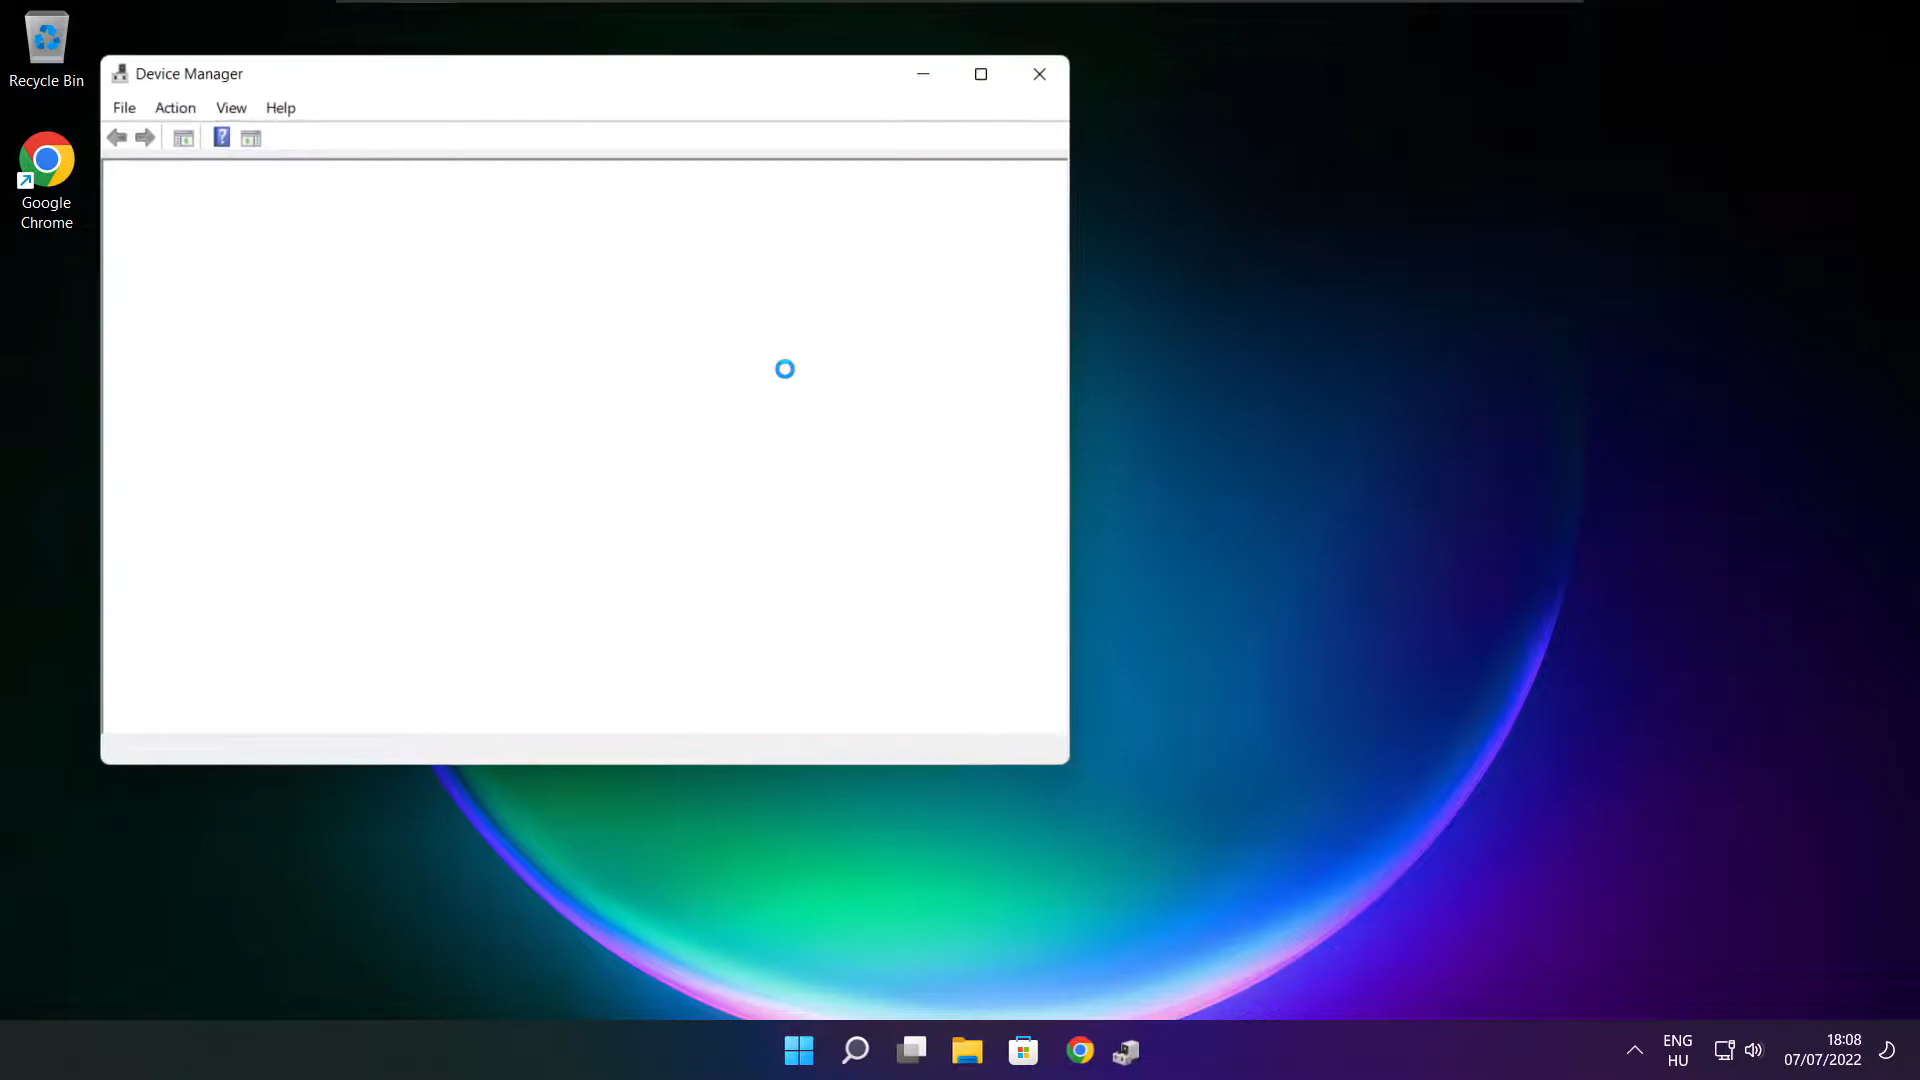 Recycle Bin
Google
Chrome
Device Manager
File Action View Help
?
ENG
HU
18:08
07/07/2022